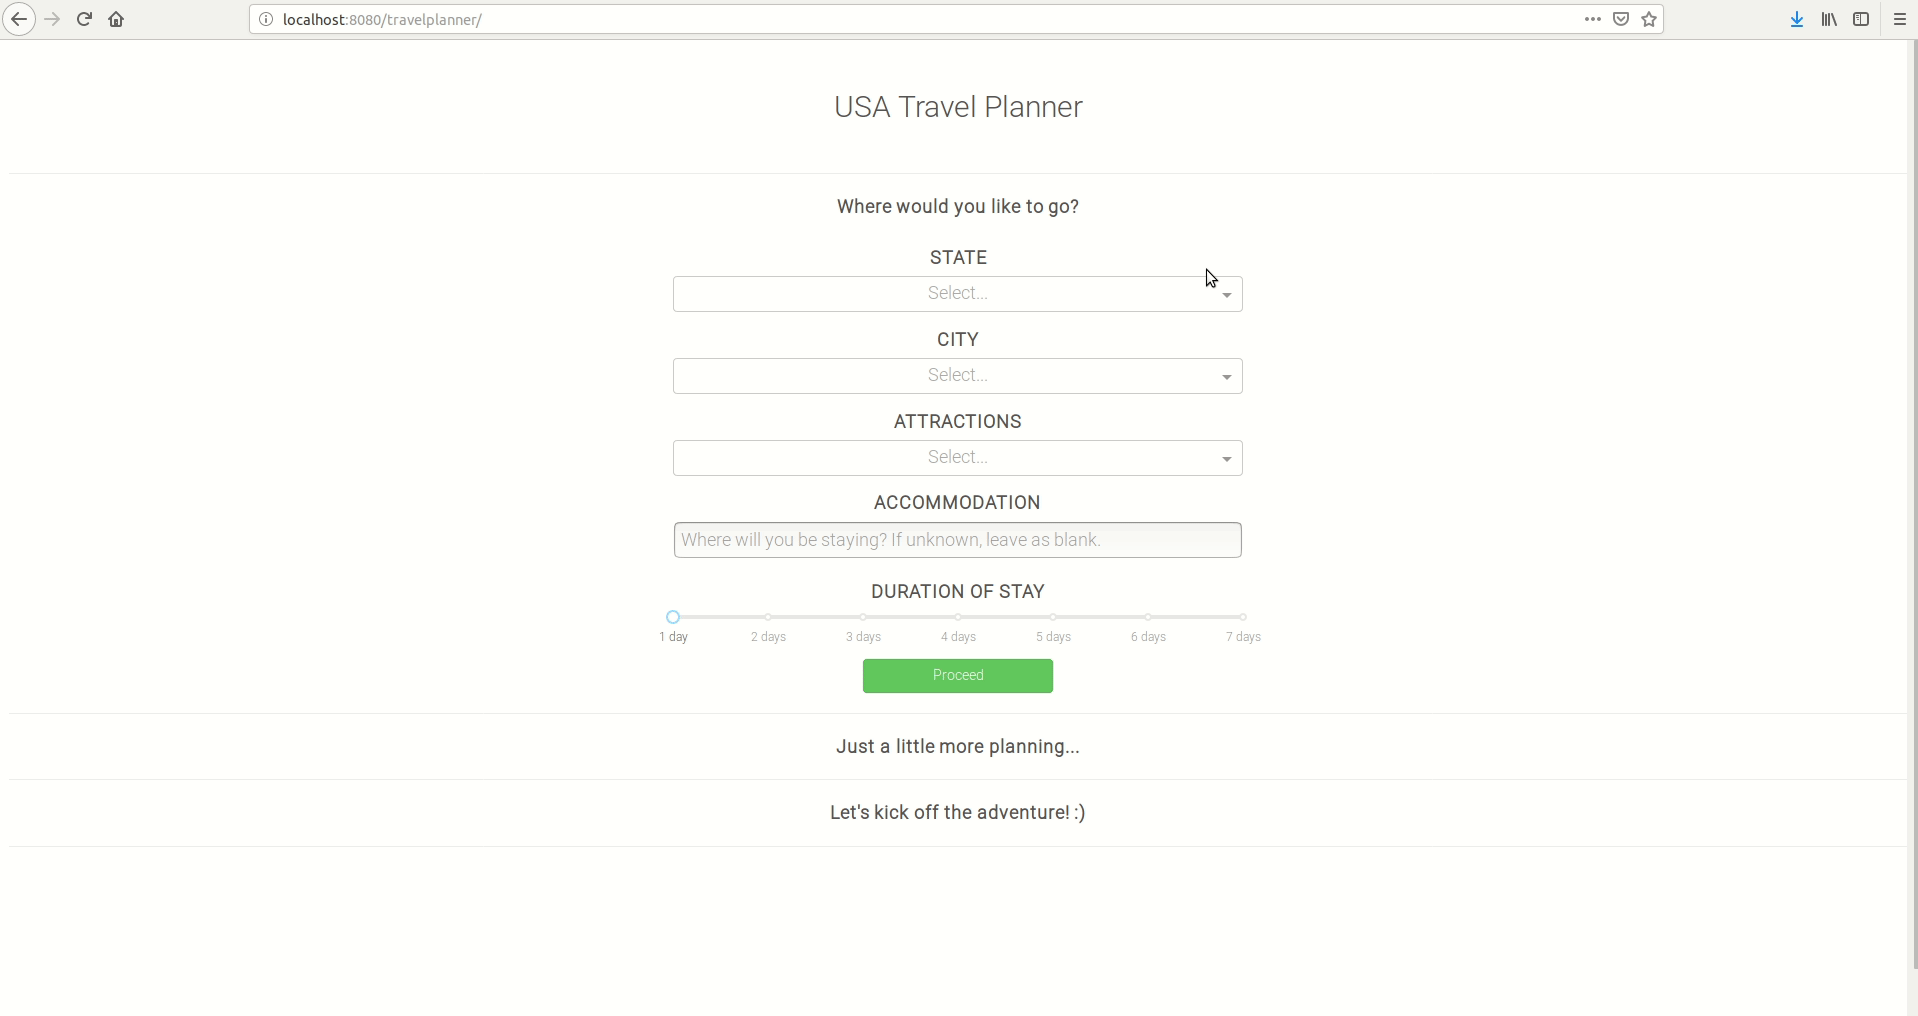 localhost:8080/travelplanner/
USA Travel Planner
Where would you like to go?
STATE
Select...
CITY
Select...
ATTRACTIONS
Select...
ACCOMMODATION
Where will you be staying? If unknown, leave as blank.
DURATION OF STAY
1 day 2 days 3 days 4 days 5 days 6 days 7 days
Proceed
Just a little more planning...
Let's kick off the adventure! :)